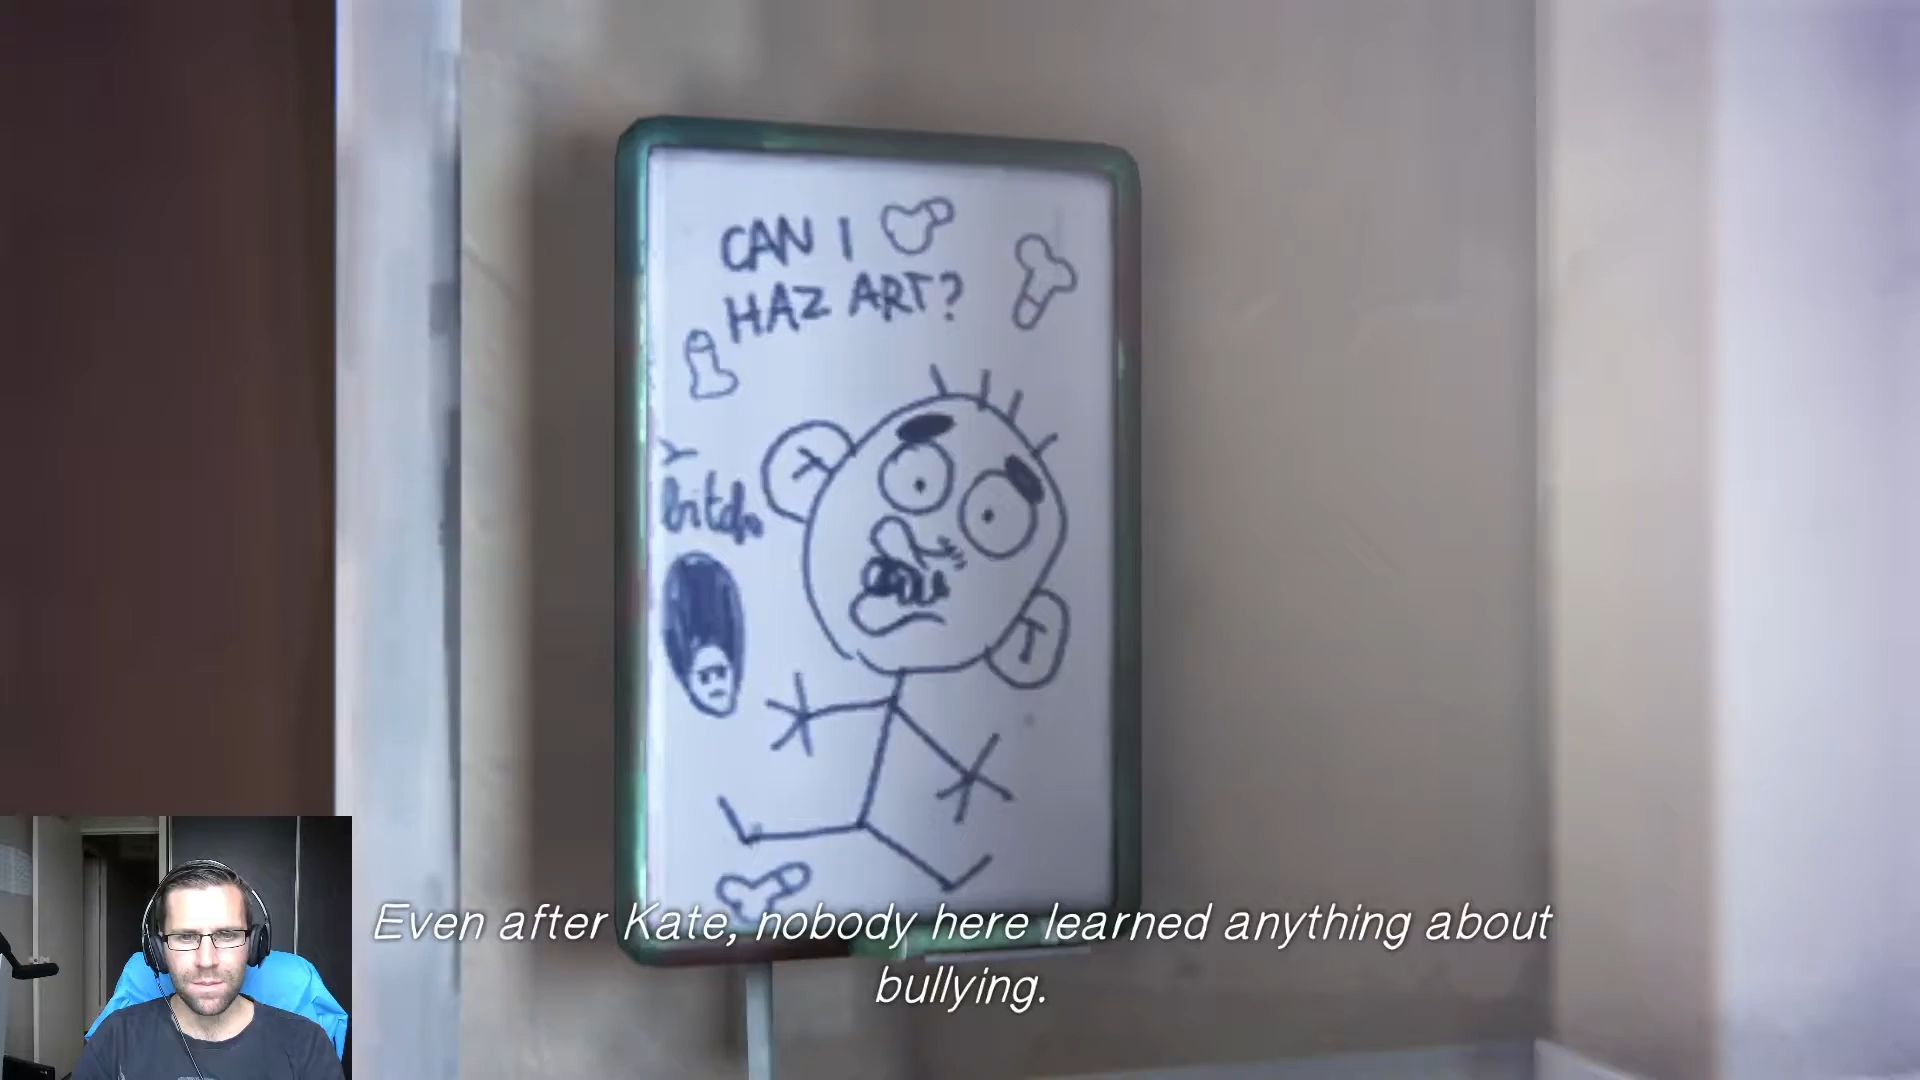 CAN I
HAZ ART?
bitch
Even after Kate, nobody here learned anything about
bullying.